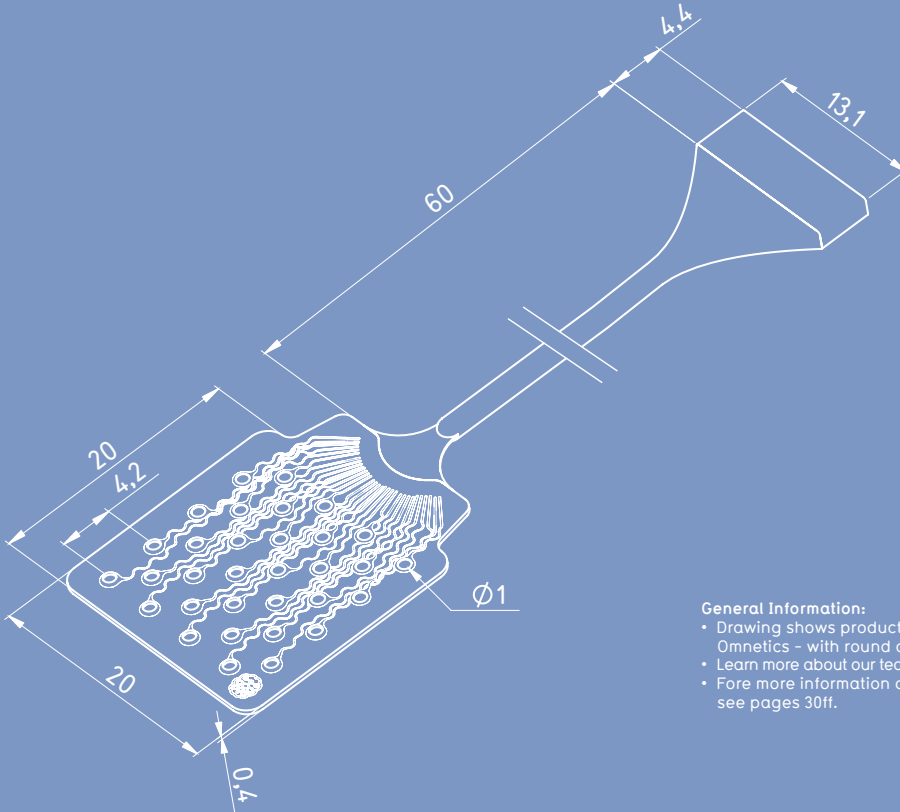 4,4
13,1
60
20
4,2
Ø1
20
0,4
General Information:
• Drawing shows product
Omnetics - with round
• Learn more about our
• Fore more information
see pages 30ff.